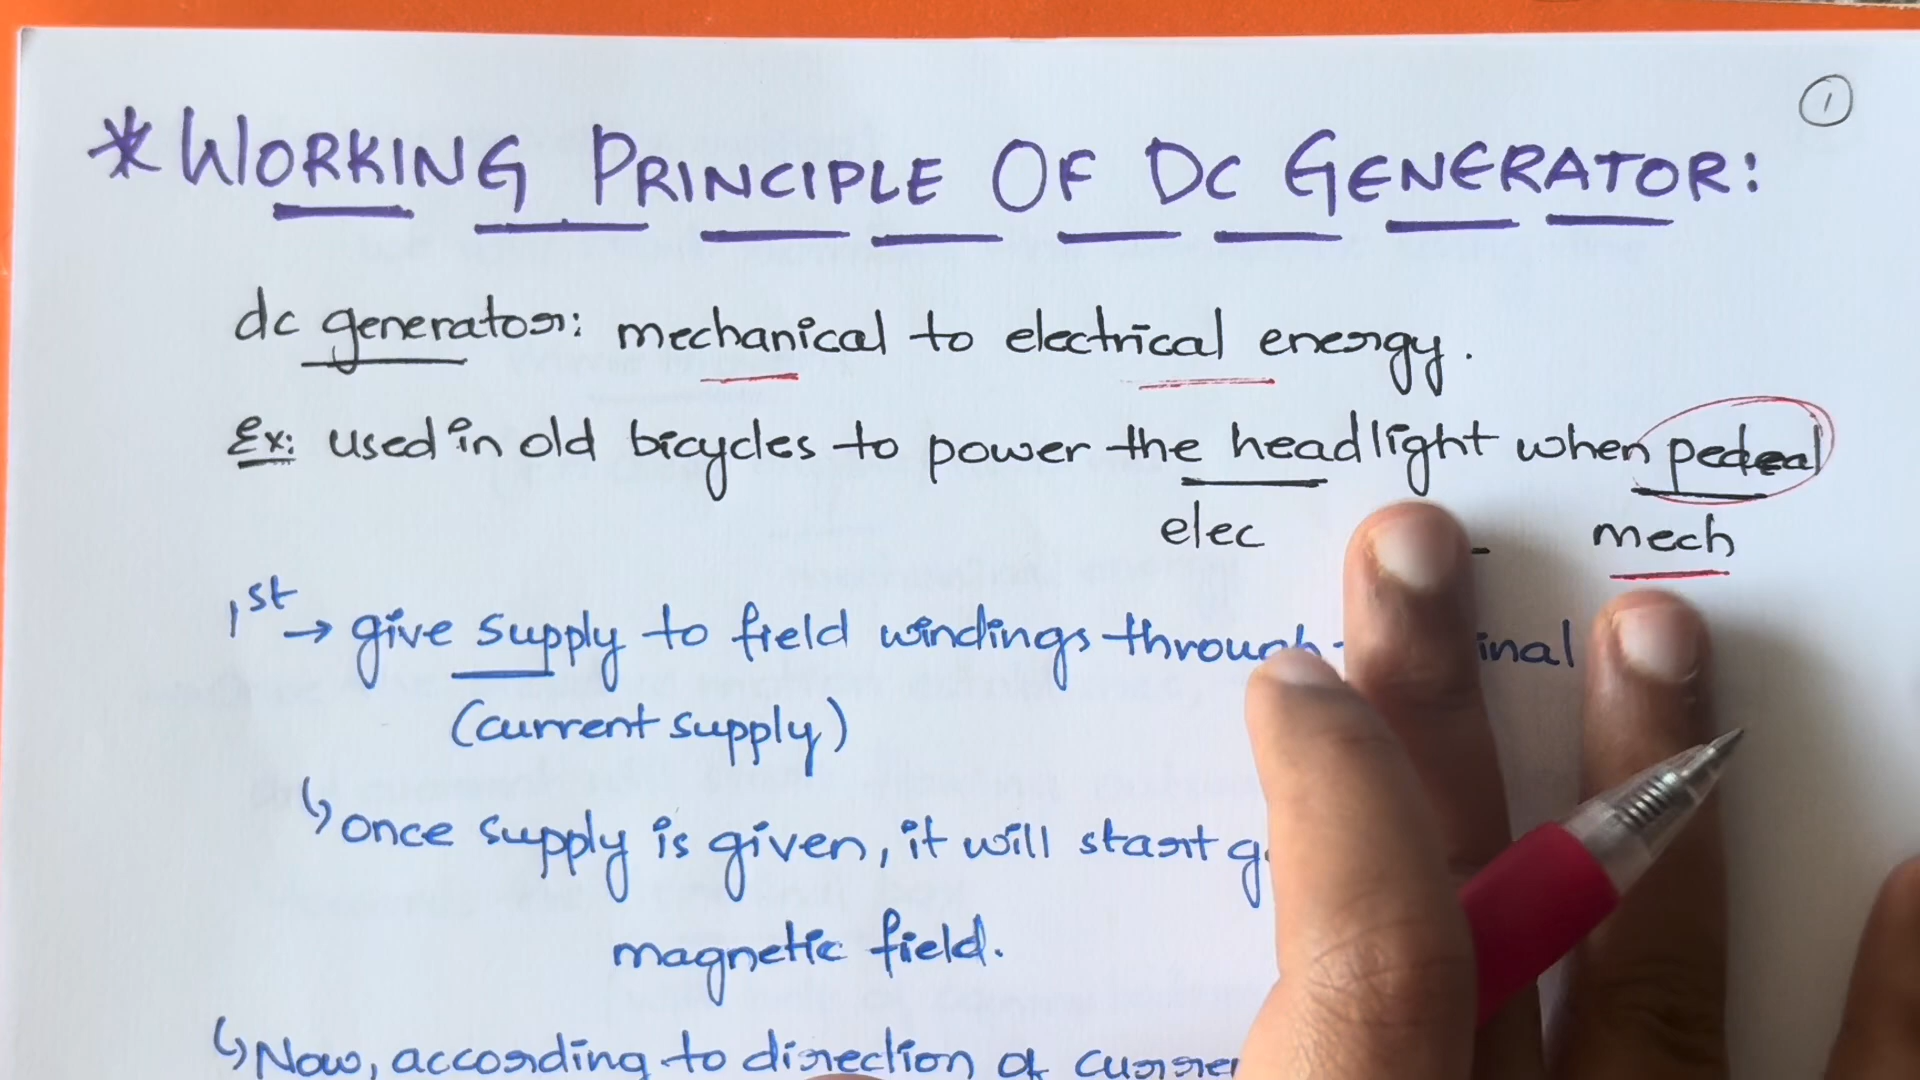 1
* WORKING PRINCIPLE OF DC GENERATOR:
dc generator: mechanical to electrical energy.
Ex: used in old bicycles to power the headlight when pedal
elec mech
1st → give supply to field windings through
(current supply)
↳ once supply is given, it will start
magnetic field.
↳ Now, according to direction of